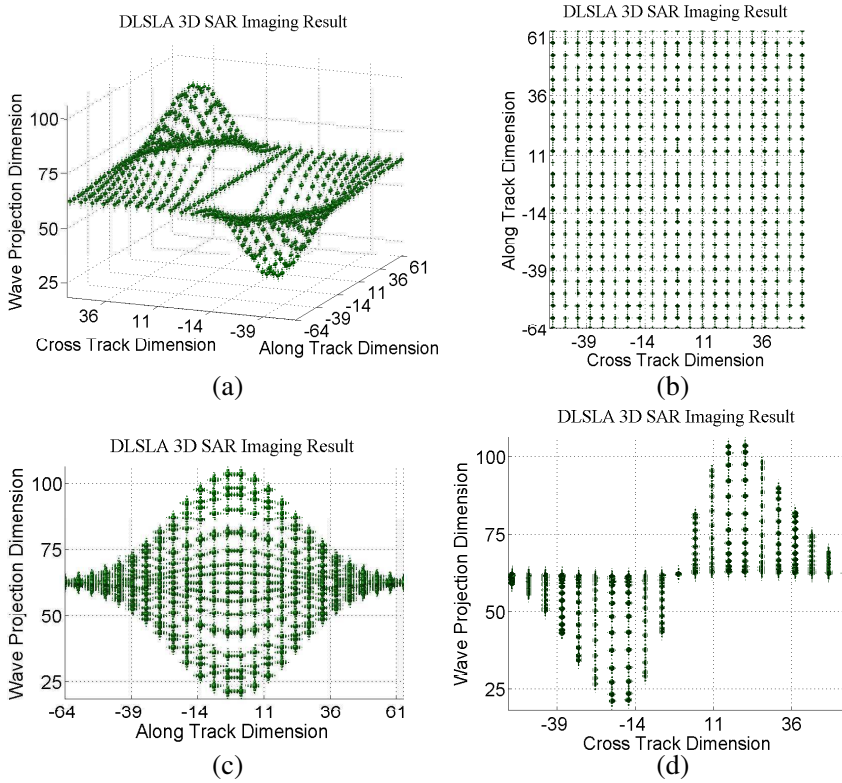 DLSLA 3D SAR Imaging Result
Wave Projection Dimension
100
75
50
25
36
11
-14
-39
Cross Track Dimension
-64
-39
-14
11
36
61
Along Track Dimension
(a)
DLSLA 3D SAR Imaging Result
Along Track Dimension
61
36
11
-14
-39
-64
-39
-14
11
36
Cross Track Dimension
(b)
DLSLA 3D SAR Imaging Result
Wave Projection Dimension
100
75
50
25
-64
-39
-14
11
36
61
Along Track Dimension
(c)
DLSLA 3D SAR Imaging Result
Wave Projection Dimension
100
75
50
25
-39
-14
11
36
Cross Track Dimension
(d)